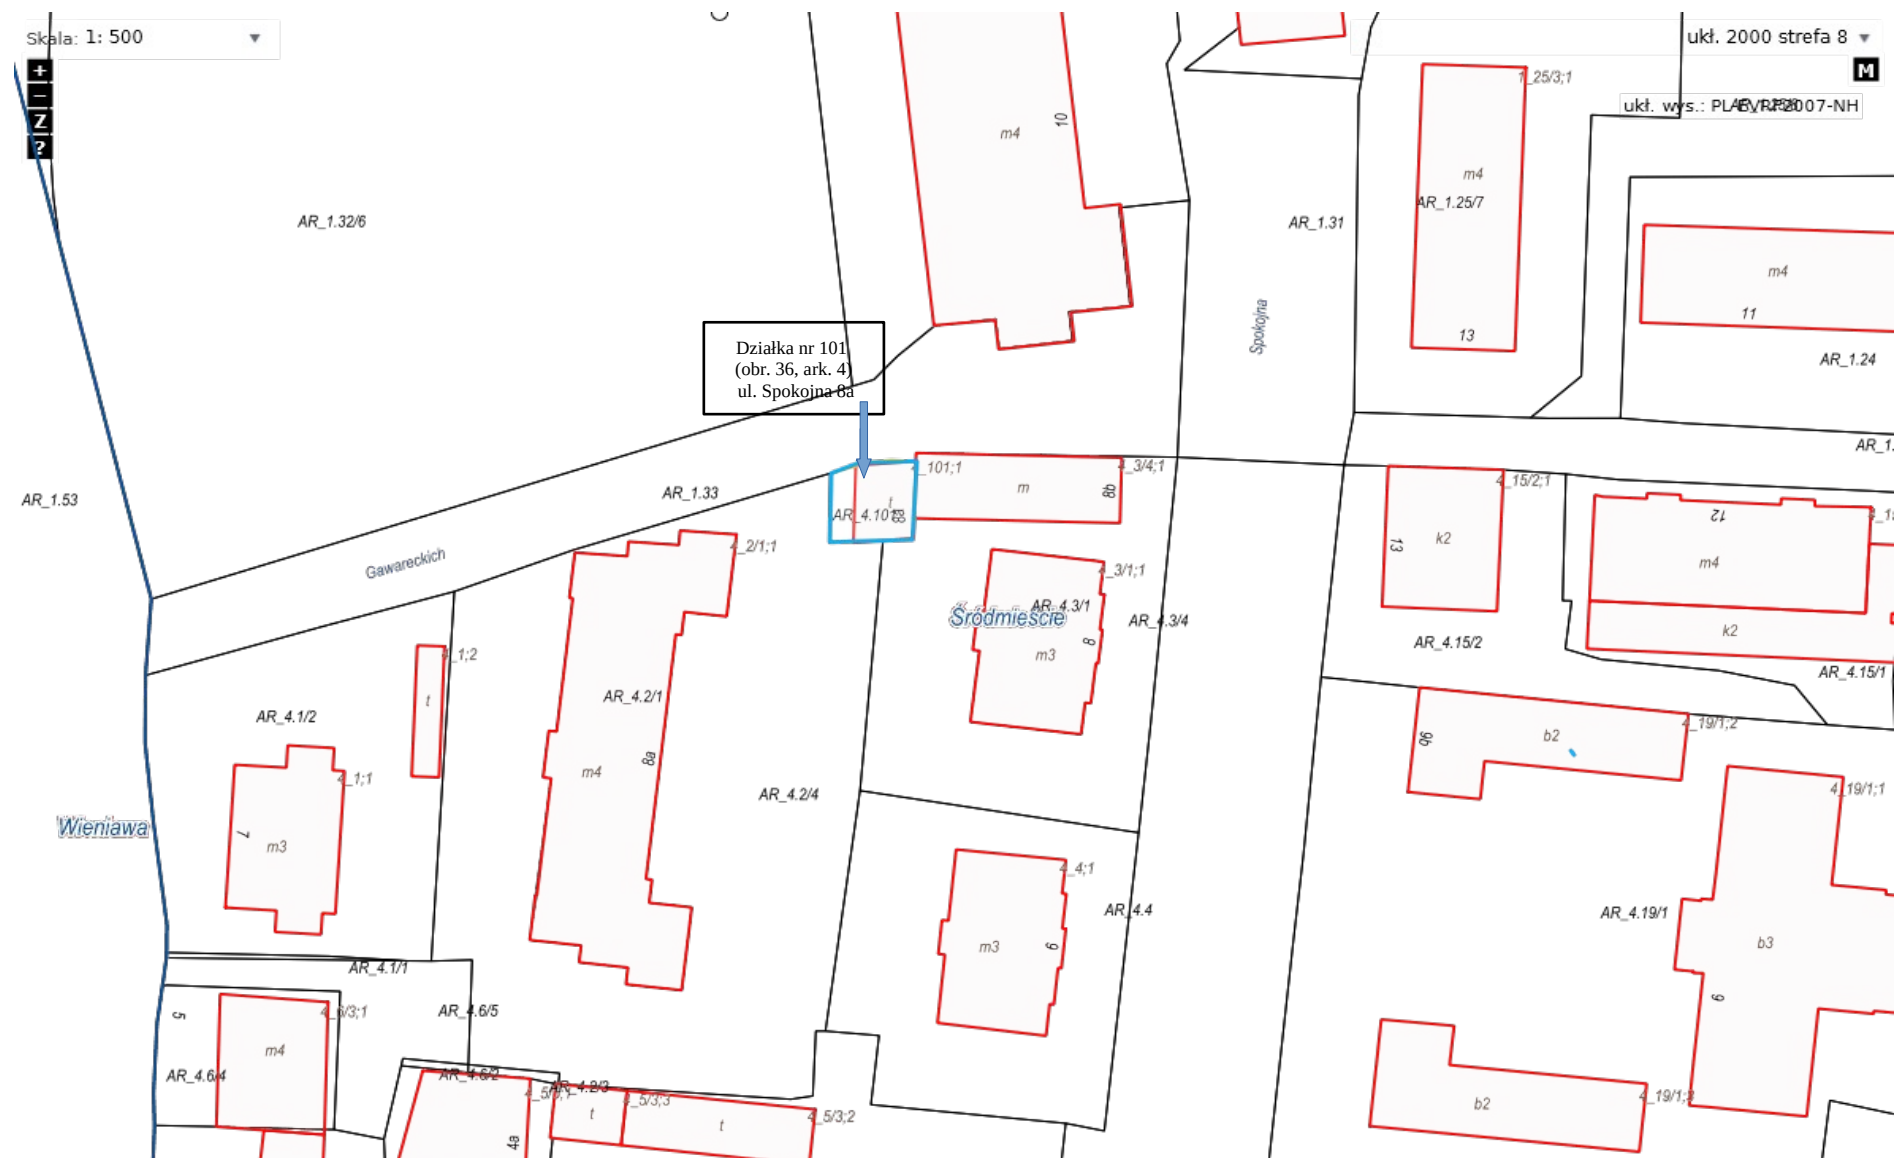 Skala: 1: 500
ukł. 2000 strefa 8
+
–
Z
?
M
ukł. wys.: PL-EVRF2007-NH
1_25/3;1
10
m4
m4
AR_1.25/7
AR_1.32/6
AR_1.31
m4
11
13
Spokojna
AR_1.24
Działka nr 101
(obr. 36, ark. 4)
ul. Spokojna 8a
AR_1.
4_101;1
4_3/4;1
m
8b
t
AR_4.101
AR_1.33
AR_1.53
4_15/2;1
k2
13
12
m4
k2
4_2/1;1
Gawareckich
4_3/1;1
AR_4.3/1
Śródmieście
AR_4.3/4
8
m3
AR_4.15/2
AR_4.15/1
4_1;2
t
AR_4.2/1
AR_4.1/2
4_19/1;2
9b
b2
8a
m4
4_1;1
AR_4.2/4
4_19/1;1
Wieniawa
7
m3
4_4;1
AR_4.4
AR_4.19/1
m3
6
b3
9
AR_4.1/1
AR_4.6/5
5
4_6/3;1
m4
AR_4.6/4
AR_4.6/2
AR_4.2/3
4_5/3;3
t
t
4_5/3;2
4a
b2
4_19/1;3